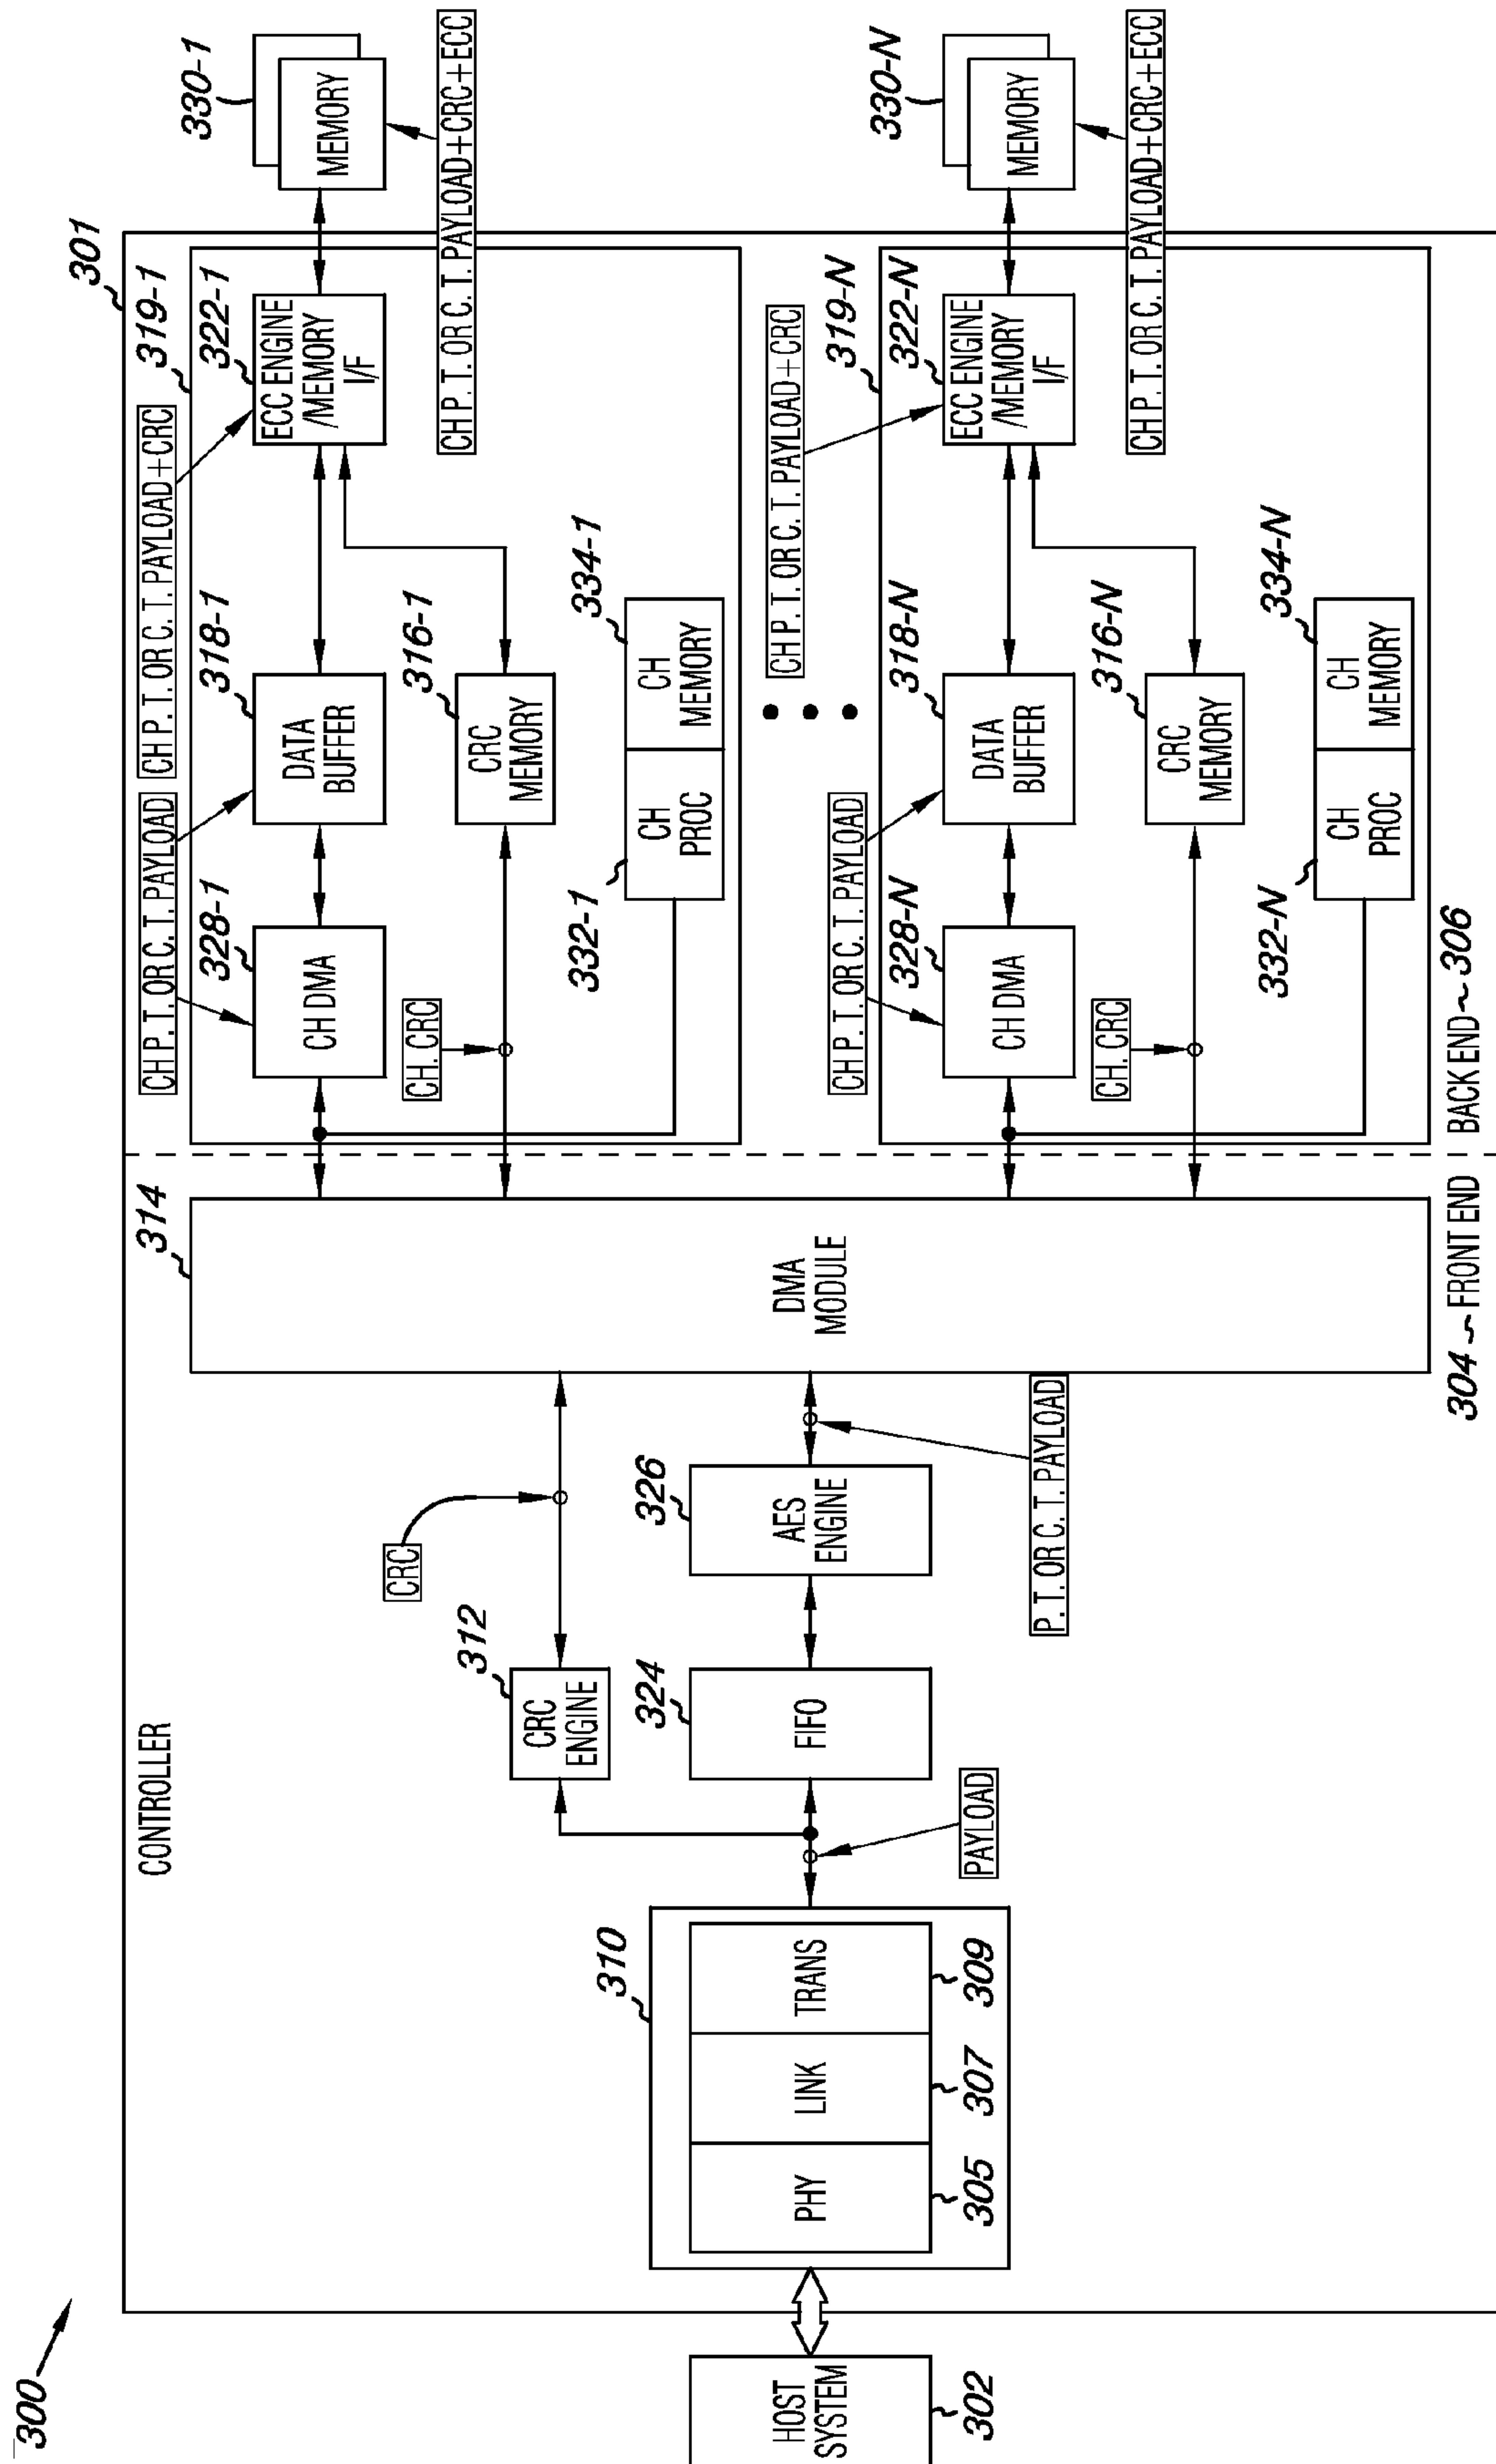 300
HOST
SYSTEM
302
CONTROLLER
301
310
PHY
LINK
TRANS
305
307
309
PAYLOAD
312
CRC
ENGINE
CRC
324
FIFO
326
AES
ENGINE
P. T. OR C. T. PAYLOAD
314
DMA
MODULE
304 FRONT END
BACK END 306
319-1
CH P. T. OR C. T. PAYLOAD
CH P. T. OR C. T. PAYLOAD+CRC
328-1
CH DMA
318-1
DATA
BUFFER
322-1
ECC ENGINE
/MEMORY
I/F
330-1
MEMORY
CH P. T. OR C. T. PAYLOAD+CRC+ECC
CH. CRC
316-1
CRC
MEMORY
332-1
CH
PROC
334-1
CH
MEMORY
CH P. T. OR C. T. PAYLOAD+CRC
319-N
CH P. T. OR C. T. PAYLOAD
328-N
CH DMA
318-N
DATA
BUFFER
322-N
ECC ENGINE
/MEMORY
I/F
330-N
MEMORY
CH P. T. OR C. T. PAYLOAD+CRC+ECC
CH. CRC
316-N
CRC
MEMORY
332-N
CH
PROC
334-N
CH
MEMORY